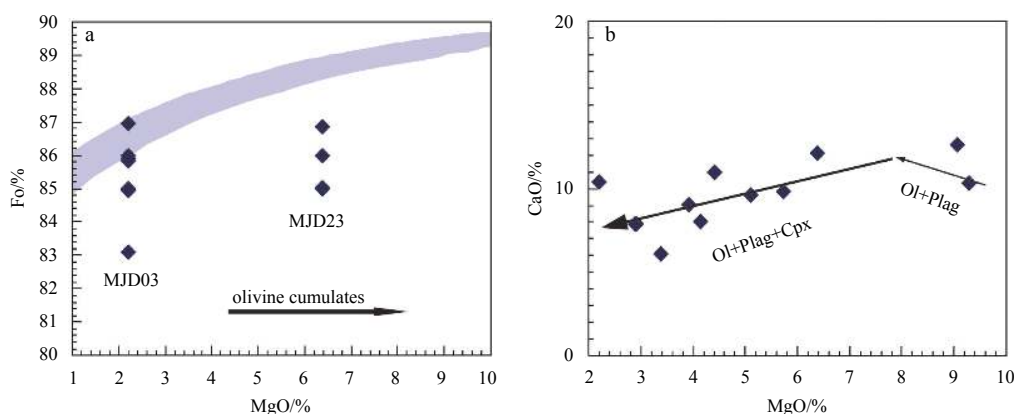 a
90
89
88
87
86
85
84
83
82
81
80
Fo/%
MJD03
MJD23
olivine cumulates
1 2 3 4 5 6 7 8 9 10
MgO/%
b
20
10
0
CaO/%
Ol+Plag
Ol+Plag+Cpx
2 3 4 5 6 7 8 9 10
MgO/%